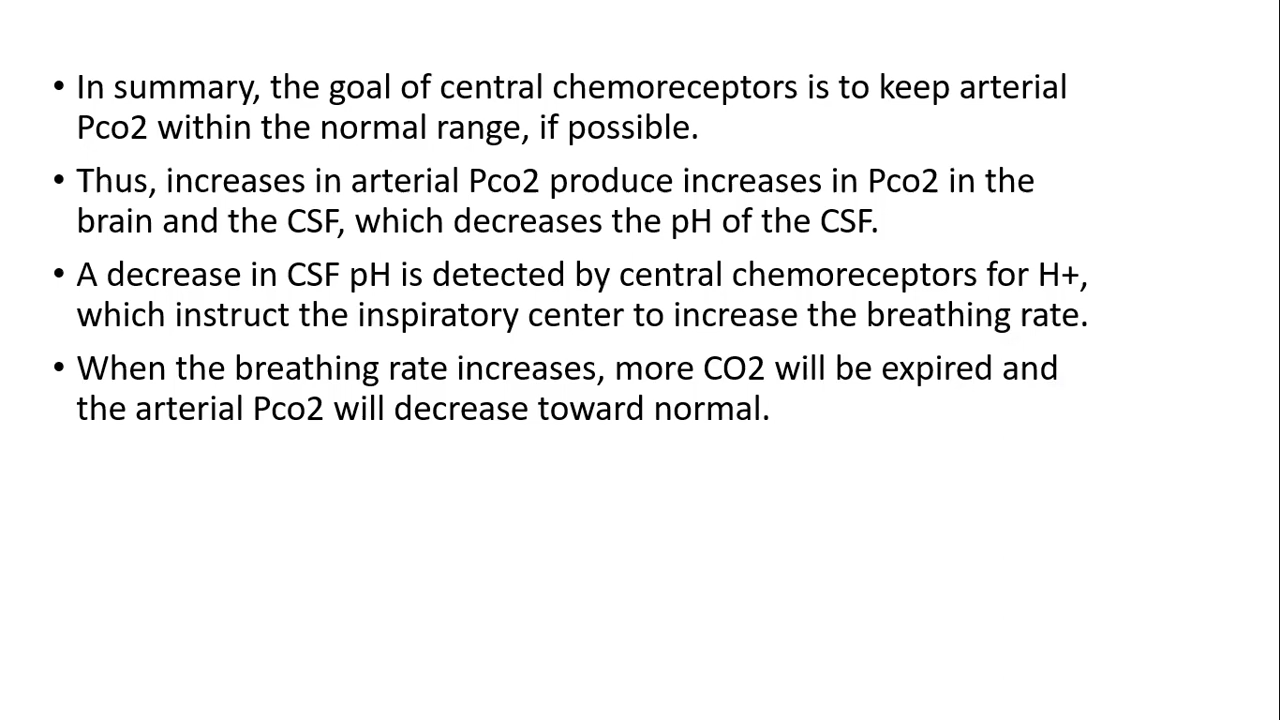 • In summary, the goal of central chemoreceptors is to keep arterial
Pco2 within the normal range, if possible.
• Thus, increases in arterial Pco2 produce increases in Pco2 in the
brain and the CSF, which decreases the pH of the CSF.
• A decrease in CSF pH is detected by central chemoreceptors for H+,
which instruct the inspiratory center to increase the breathing rate.
• When the breathing rate increases, more CO2 will be expired and
the arterial Pco2 will decrease toward normal.